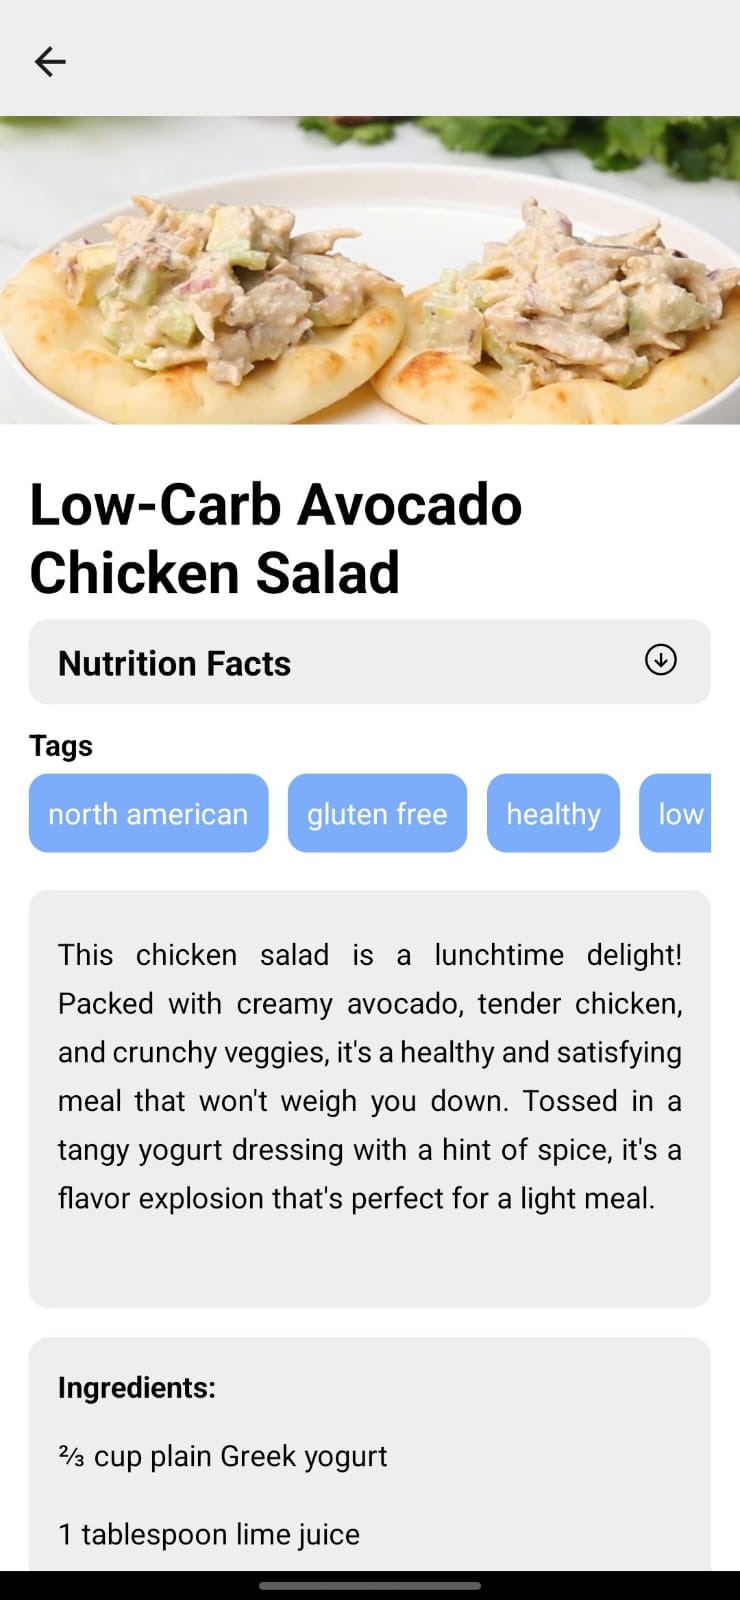 Low-Carb Avocado
Chicken Salad
Nutrition Facts
Tags
north american
gluten free
healthy
low
This chicken salad is a lunchtime delight!
Packed with creamy avocado, tender chicken,
and crunchy veggies, it's a healthy and satisfying
meal that won't weigh you down. Tossed in a
tangy yogurt dressing with a hint of spice, it's a
flavor explosion that's perfect for a light meal.
Ingredients:
⅔ cup plain Greek yogurt
1 tablespoon lime juice